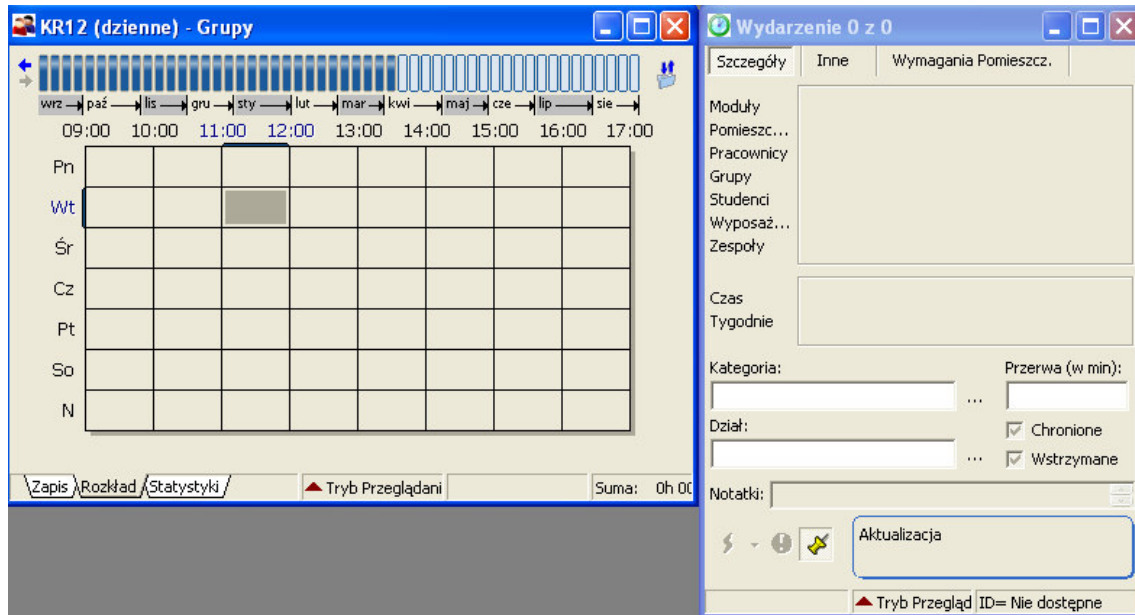 KR12 (dzienne) - Grupy
wrz paź lis gru sty lut mar kwi maj cze lip sie
09:00 10:00 11:00 12:00 13:00 14:00 15:00 16:00 17:00
Pn
Wt
Śr
Cz
Pt
So
N
Zapis Rozkład Statystyki
Tryb Przeglądani
Suma: 0h 00
Wydarzenie 0 z 0
Szczegóły Inne Wymagania Pomieszc.
Moduły
Pomieszc...
Pracownicy
Grupy
Studenci
Wyposaż...
Zespoły
Czas
Tygodnie
Kategoria: Przerwa (w min):
...
Dział: Chronione
... Wstrzymane
Notatki:
Aktualizacja
Tryb Przegląd ID= Nie dostępne